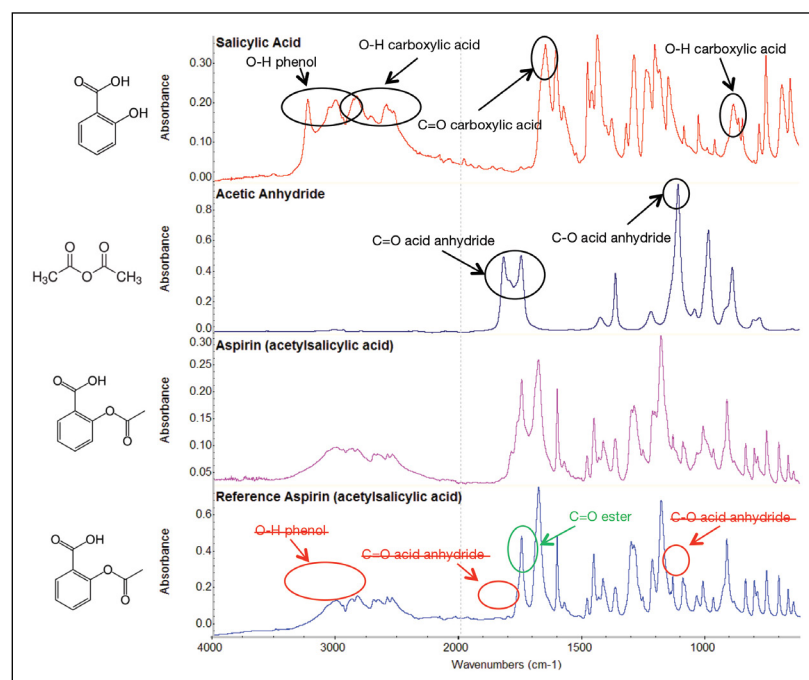 Salicylic Acid
O-H phenol
O-H carboxylic acid
C=O carboxylic acid
O-H carboxylic acid
Absorbance
0.30
0.20
0.10
0.00
O
OH
OH
Acetic Anhydride
C=O acid anhydride
C-O acid anhydride
Absorbance
0.8
0.6
0.4
0.2
0.0
O
O
H3C
O
CH3
Aspirin (acetylsalicylic acid)
Absorbance
0.30
0.25
0.20
0.15
0.10
0.05
O
OH
O
O
Reference Aspirin (acetylsalicylic acid)
O-H phenol
C=O acid anhydride
C=O ester
C-O acid anhydride
Absorbance
0.6
0.4
0.2
0.0
O
OH
O
O
4000
3000
2000
1000
Wavenumbers (cm-1)